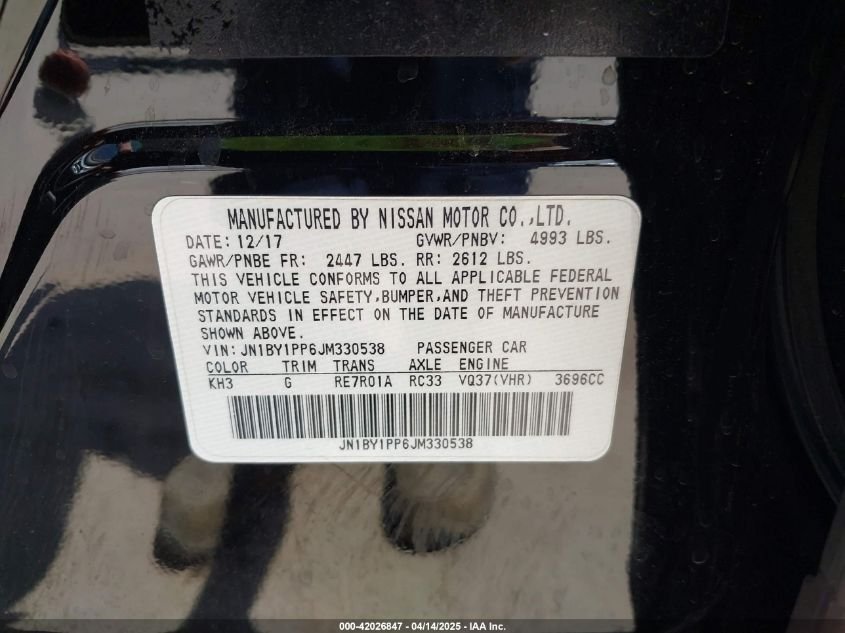 MANUFACTURED BY NISSAN MOTOR CO.,LTD.
DATE: 12/17 GVWR/PNBV: 4993 LBS.
GAWR/PNBE FR: 2447 LBS. RR: 2612 LBS.
THIS VEHICLE CONFORMS TO ALL APPLICABLE FEDERAL
MOTOR VEHICLE SAFETY,BUMPER,AND THEFT PREVENTION
STANDARDS IN EFFECT ON THE DATE OF MANUFACTURE
SHOWN ABOVE.
VIN: JN1BY1PP6JM330538 PASSENGER CAR
COLOR TRIM TRANS AXLE ENGINE
KH3 G RE7R01A RC33 VQ37(VHR) 3696CC
JN1BY1PP6JM330538
000-42026847 - 04/14/2025 - IAA Inc.